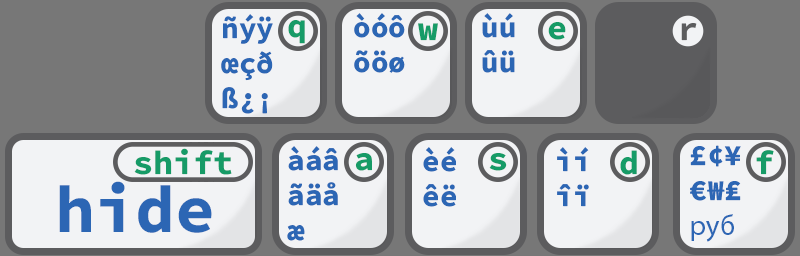 ñýÿ q
œçð
ß¿¡
òóô w
õöø
ùú e
ûü
r
shift
hide
àáâ a
ãäå
æ
èé s
êë
ìí d
îï
£¢¥ f
€₩£
руб